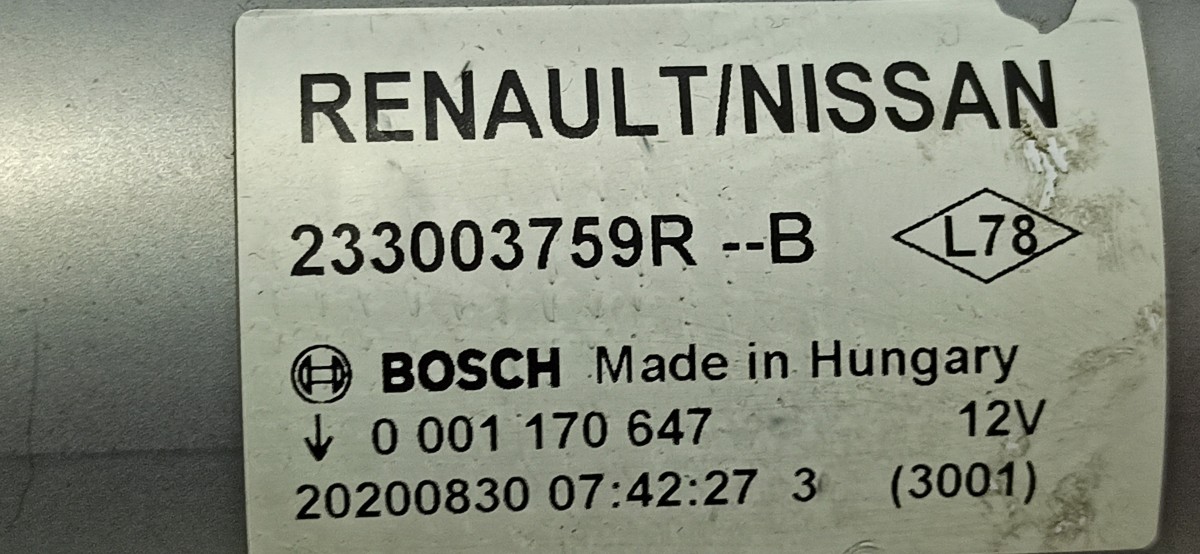 RENAULT/NISSAN
233003759R --B L78
BOSCH Made in Hungary
↓ 0 001 170 647 12V
20200830 07:42:27 3 (3001)